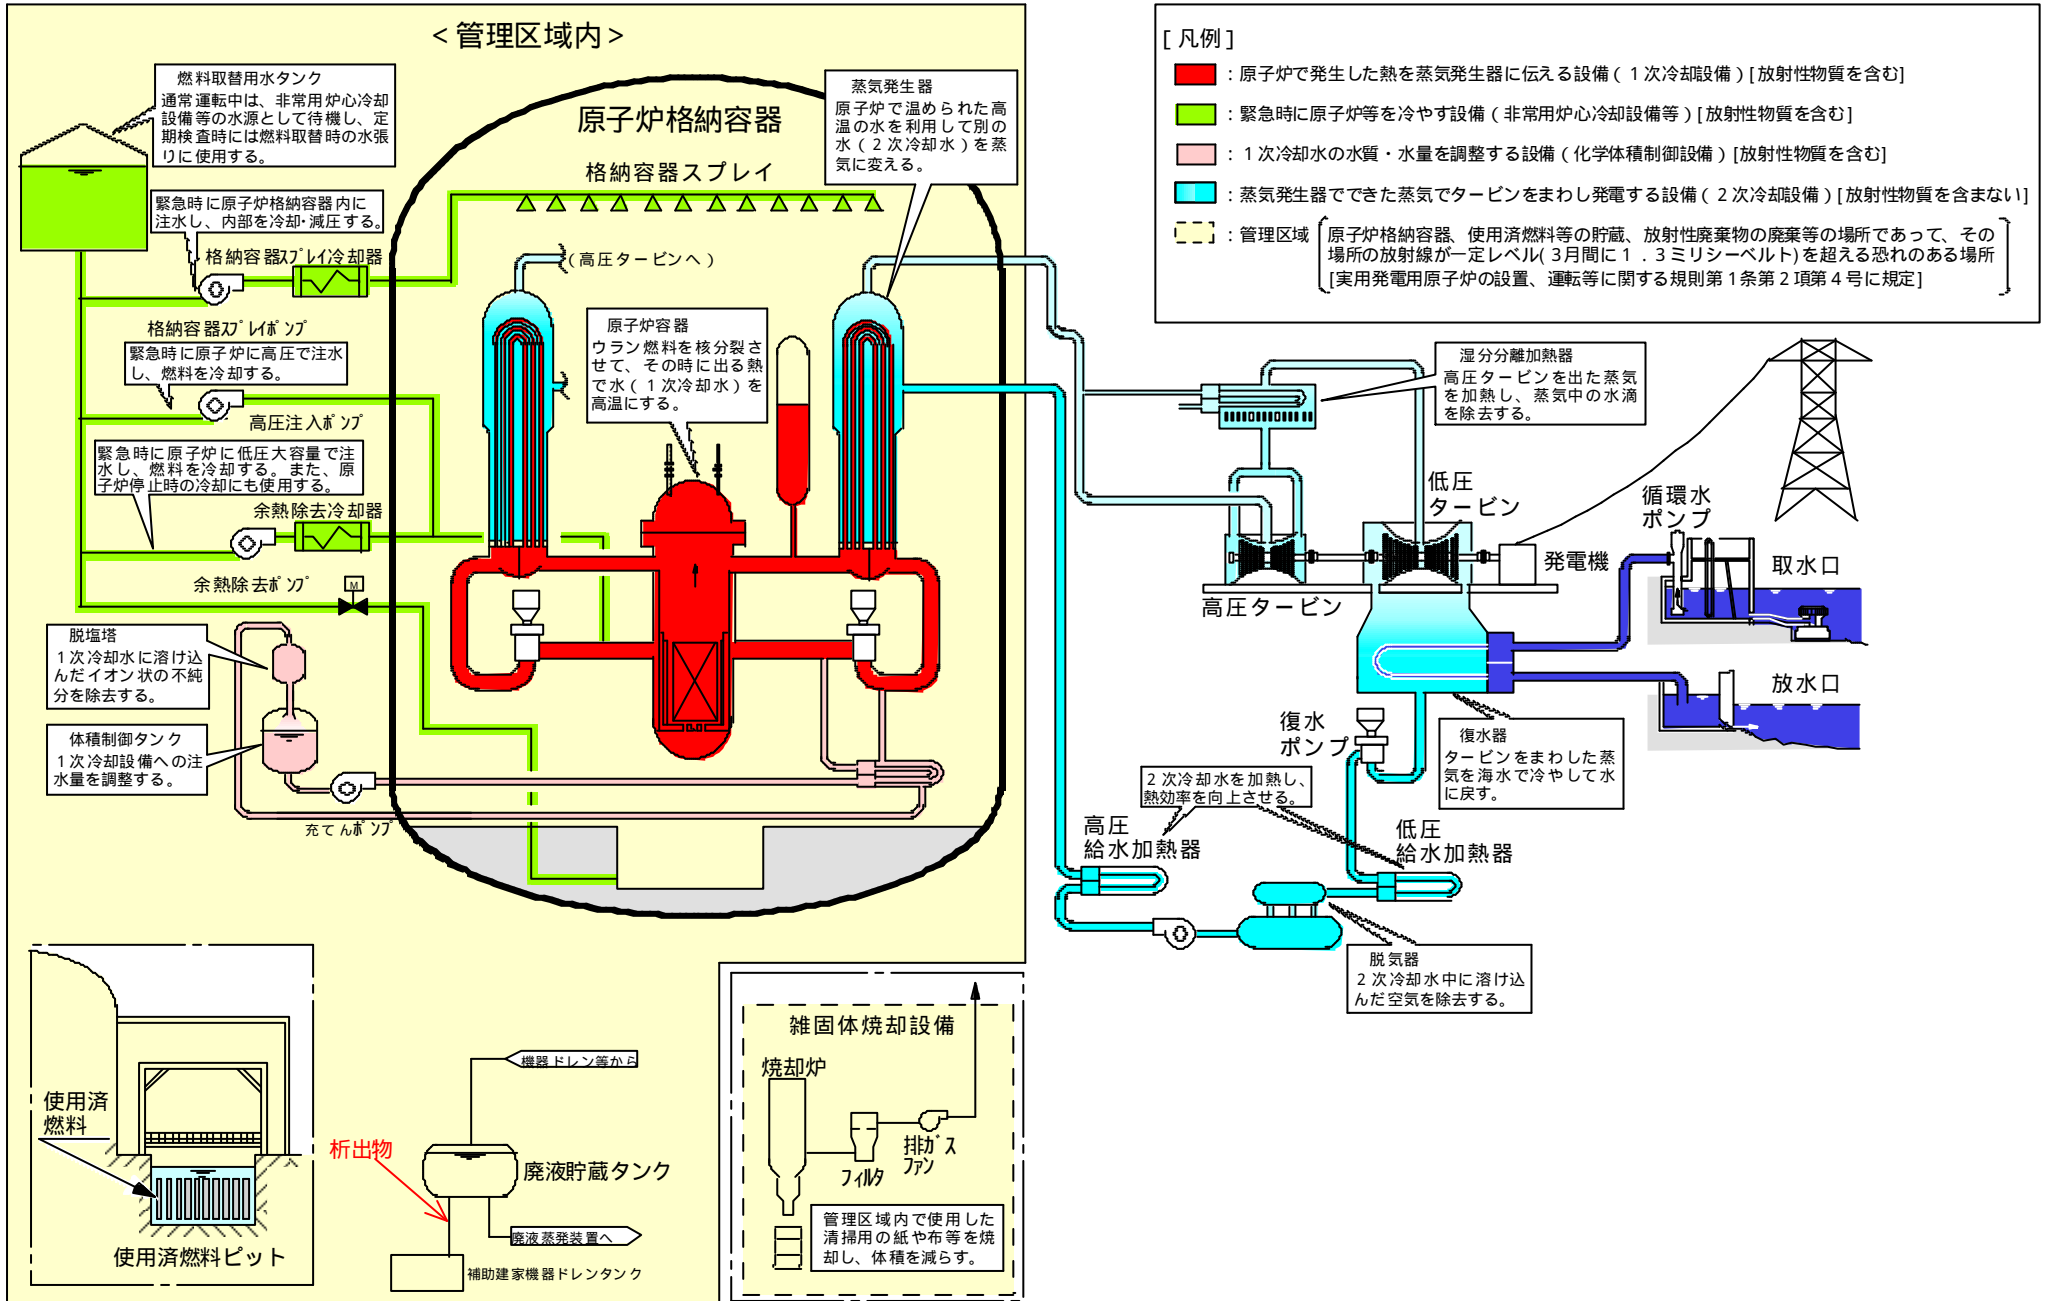 <管理区域内>
燃料取替用水タンク
通常運転中は、非常用炉心冷却
設備等の水源として待機し、定
期検査時には燃料取替時の水張
りに使用する。
緊急時に原子炉格納容器内に
注水し、内部を冷却・減圧する。
格納容器スプレイ冷却器
格納容器スプレイポンプ
緊急時に原子炉に高圧で注水
し、燃料を冷却する。
高圧注入ポンプ
緊急時に原子炉に低圧大容量で注
水し、燃料を冷却する。また、原
子炉停止時の冷却にも使用する。
余熱除去冷却器
余熱除去ポンプ
M
脱塩塔
1次冷却水に溶け込
んだイオン状の不純
分を除去する。
体積制御タンク
1次冷却設備への注
水量を調整する。
充てんポンプ
原子炉格納容器
格納容器スプレイ
蒸気発生器
原子炉で温められた高
温の水を利用して別の
水(2次冷却水)を蒸
気に変える。
(高圧タービンへ)
原子炉容器
ウラン燃料を核分裂さ
せて、その時に出る熱
で水(1次冷却水)を
高温にする。
[凡例]
:原子炉で発生した熱を蒸気発生器に伝える設備(1次冷却設備)[放射性物質を含む]
:緊急時に原子炉等を冷やす設備(非常用炉心冷却設備等)[放射性物質を含む]
:1次冷却水の水質・水量を調整する設備(化学体積制御設備)[放射性物質を含む]
:蒸気発生器でできた蒸気でタービンをまわし発電する設備(2次冷却設備)[放射性物質を含まない]
:管理区域
原子炉格納容器、使用済燃料等の貯蔵、放射性廃棄物の廃棄等の場所であって、その
場所の放射線が一定レベル(3月間に1.3ミリシーベルト)を超える恐れのある場所
[実用発電用原子炉の設置、運転等に関する規則第1条第2項第4号に規定]
湿分分離加熱器
高圧タービンを出た蒸気
を加熱し、蒸気中の水滴
を除去する。
低圧
タービン
高圧タービン
発電機
循環水
ポンプ
取水口
放水口
復水
ポンプ
復水器
タービンをまわした蒸
気を海水で冷やして水
に戻す。
2次冷却水を加熱し、
熱効率を向上させる。
高圧
給水加熱器
低圧
給水加熱器
脱気器
2次冷却水中に溶け込
んだ空気を除去する。
使用済
燃料
使用済燃料ピット
機器ドレン等から
析出物
廃液貯蔵タンク
廃液蒸発装置へ
補助建家機器ドレンタンク
雑固体焼却設備
焼却炉
フィルタ
排ガス
ファン
管理区域内で使用した
清掃用の紙や布等を焼
却し、体積を減らす。